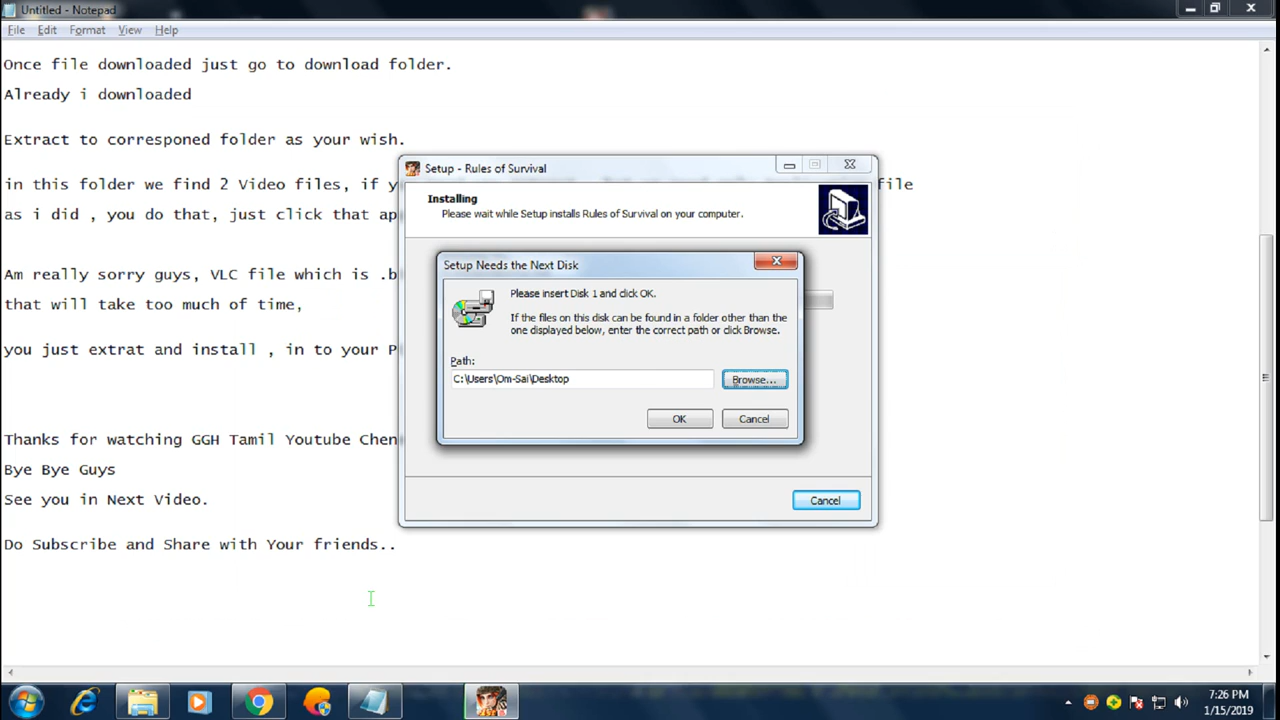 Untitled - Notepad
File Edit Format View Help
Once file downloaded just go to download folder.
Already i downloaded
Extract to corresponed folder as your wish.
in this folder we find 2 Video files, if y
file
as i did , you do that, just click that ap
Am really sorry guys, VLC file which is .b
that will take too much of time,
you just extrat and install , in to your P
Thanks for watching GGH Tamil Youtube Chen
Bye Bye Guys
See you in Next Video.
Do Subscribe and Share with Your friends..
Setup - Rules of Survival
Installing
Please wait while Setup installs Rules of Survival on your computer.
Setup Needs the Next Disk
Please insert Disk 1 and click OK.
If the files on this disk can be found in a folder other than the
one displayed below, enter the correct path or click Browse.
Path:
C:\Users\Om-Sai\Desktop
Browse...
OK Cancel
Cancel
7:26 PM
1/15/2019